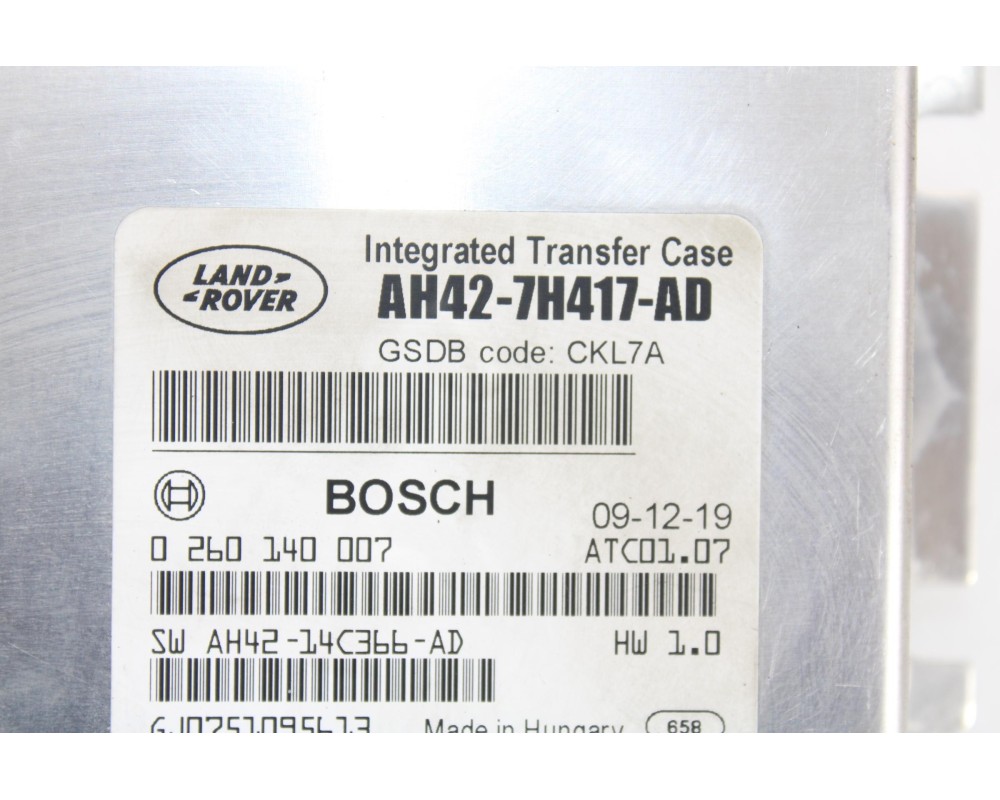 LAND
ROVER
Integrated Transfer Case
AH42-7H417-AD
GSDB code: CKL7A
BOSCH
09-12-19
0 260 140 007
ATC01.07
SW AH42-14C366-AD
HW 1.0
GJ0751095613
Made in Hungary
658